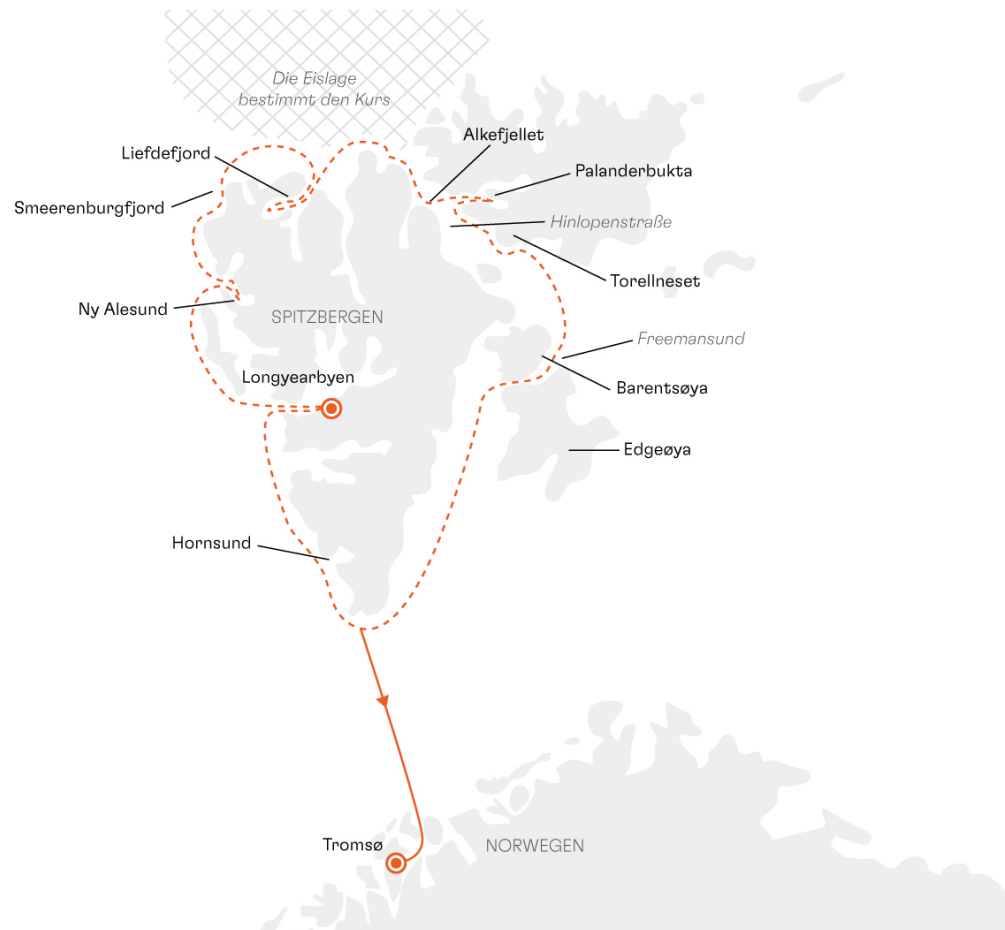 Die Eislage
bestimmt den Kurs
Alkefjellet
Liefdefjord
Palanderbukta
Smeerenburgfjord
Hinlopenstraße
Torellneset
Ny Alesund
SPITZBERGEN
Freemansund
Longyearbyen
Barentsøya
Edgeøya
Hornsund
Tromsø
NORWEGEN